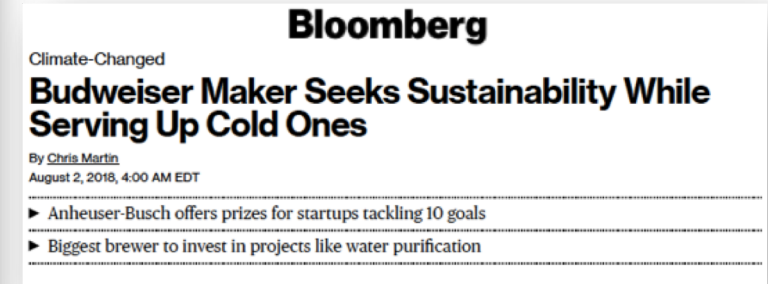 Bloomberg
Climate-Changed
Budweiser Maker Seeks Sustainability While
Serving Up Cold Ones
By Chris Martin
August 2, 2018, 4:00 AM EDT
► Anheuser-Busch offers prizes for startups tackling 10 goals
► Biggest brewer to invest in projects like water purification